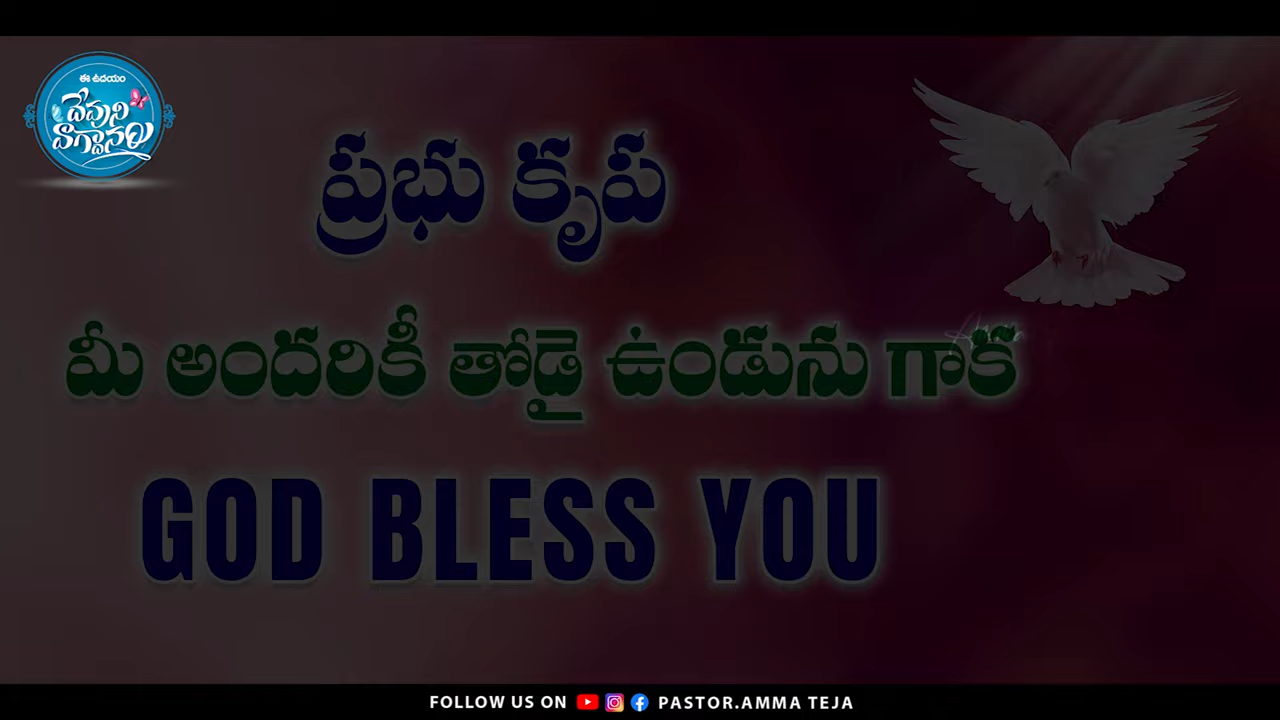 ఈ ఉదయం
దేవుని
వాగ్దానం
ప్రభు కృప
మీ అందరికీ తోడై ఉండును గాక
GOD BLESS YOU
FOLLOW US ON PASTOR.AMMA TEJA